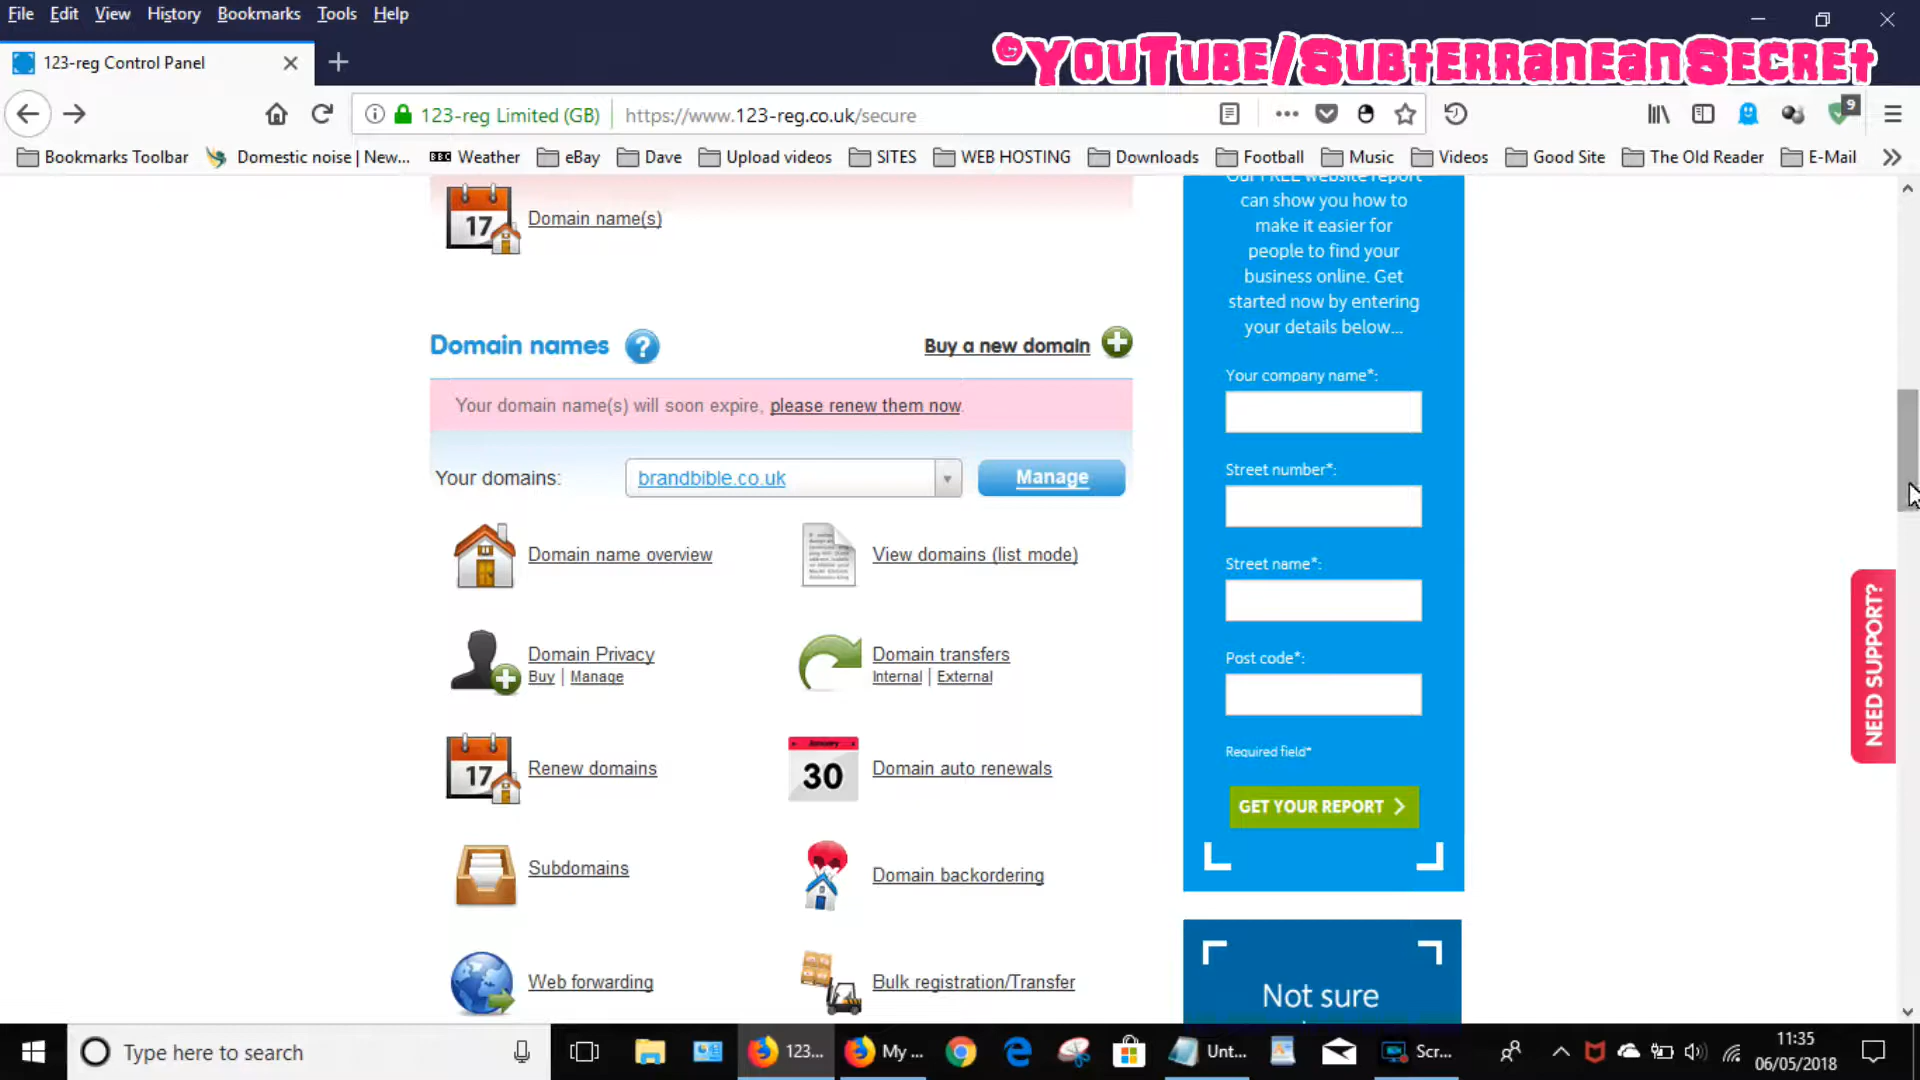 File Edit View History Bookmarks Tools Help
123-reg Control Panel
©YouTube/SubterraneanSecret
123-reg Limited (GB) https://www.123-reg.co.uk/secure
9
Bookmarks Toolbar Domestic noise | New... BBC Weather eBay Dave Upload videos SITES WEB HOSTING Downloads Football Music Videos Good Site The Old Reader E-Mail
17 Domain name(s)
Domain names ? Buy a new domain
Your domain name(s) will soon expire, please renew them now.
Your domains: brandbible.co.uk Manage
Domain name overview View domains (list mode)
Domain Privacy Domain transfers
Buy | Manage Internal | External
17 Renew domains January 30 Domain auto renewals
Subdomains Domain backordering
Web forwarding Bulk registration/Transfer
Our FREE website report
can show you how to
make it easier for
people to find your
business online. Get
started now by entering
your details below...
Your company name*:
Street number*:
Street name*:
Post code*:
Required field*
GET YOUR REPORT
Not sure
NEED SUPPORT?
Type here to search
123... My ... Unt... Scr...
11:35
06/05/2018